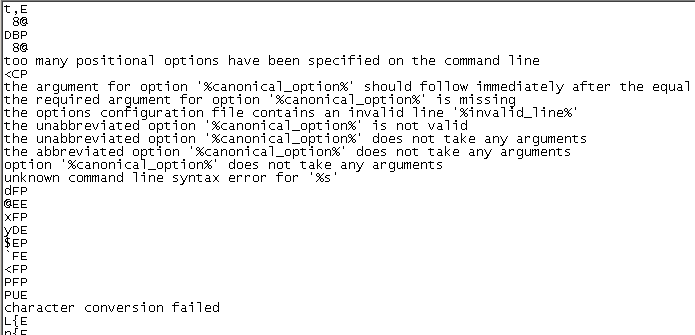 t,E
8@
DBP
8@
too many positional options have been specified on the command line
<CP
the argument for option '%canonical_option%' should follow immediately after the equal
the required argument for option '%canonical_option%' is missing
the options configuration file contains an invalid line '%invalid_line%'
the unabbreviated option '%canonical_option%' is not valid
the unabbreviated option '%canonical_option%' does not take any arguments
the abbreviated option '%canonical_option%' does not take any arguments
option '%canonical_option%' does not take any arguments
unknown command line syntax error for '%s'
dFP
@EE
xFP
yDE
$EP
`FE
<FP
PFP
PUE
character conversion failed
L{E